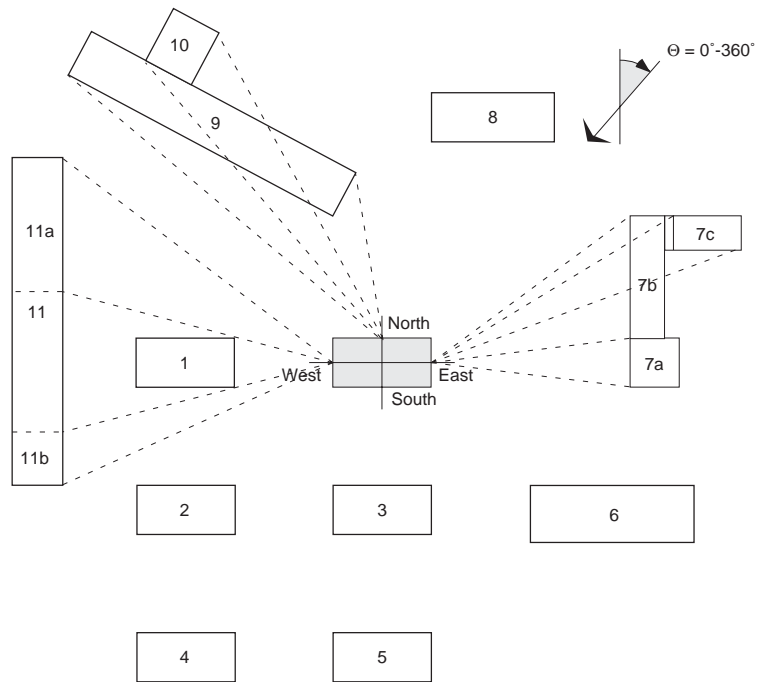 10
Θ = 0˚-360˚
9
8
11a
7c
7b
11
North
1
West
East
7a
South
11b
2
3
6
4
5